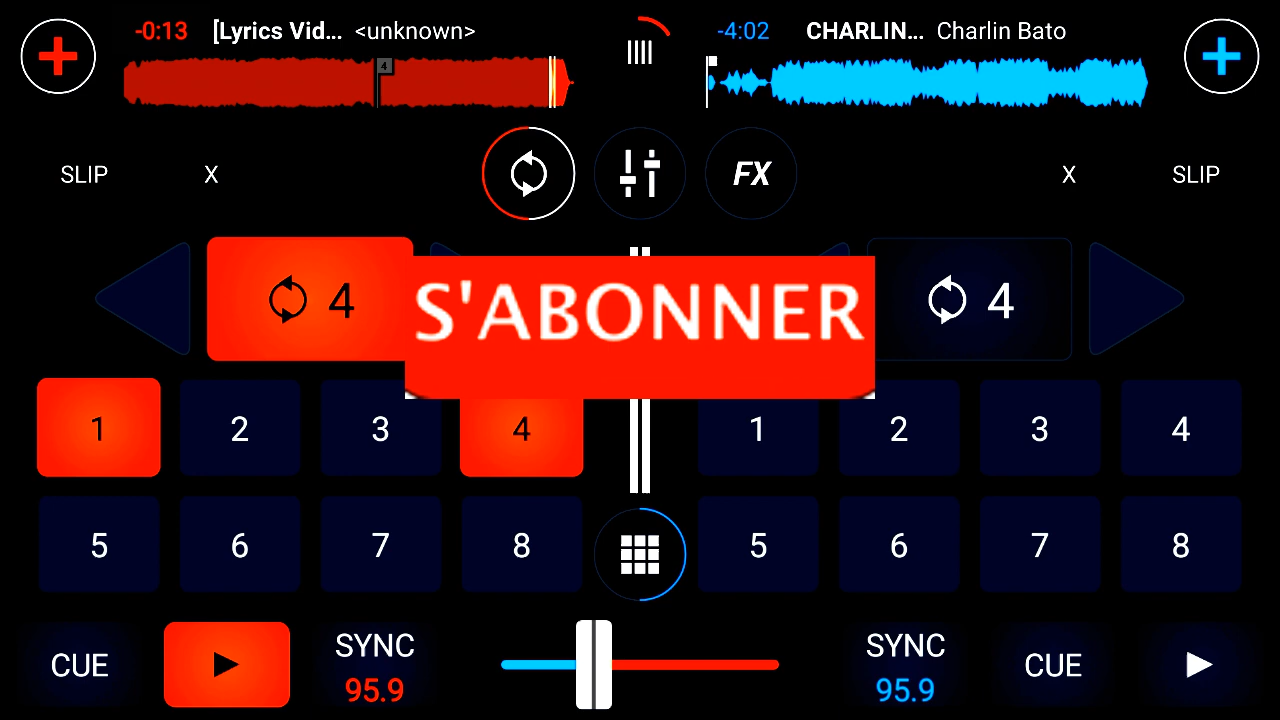 -0:13 [Lyrics Vid... <unknown>
-4:02 CHARLIN... Charlin Bato
4
SLIP X FX X SLIP
4 S'ABONNER 4
1 2 3 4 1 2 3 4
5 6 7 8 5 6 7 8
CUE SYNC SYNC CUE
95.9 95.9